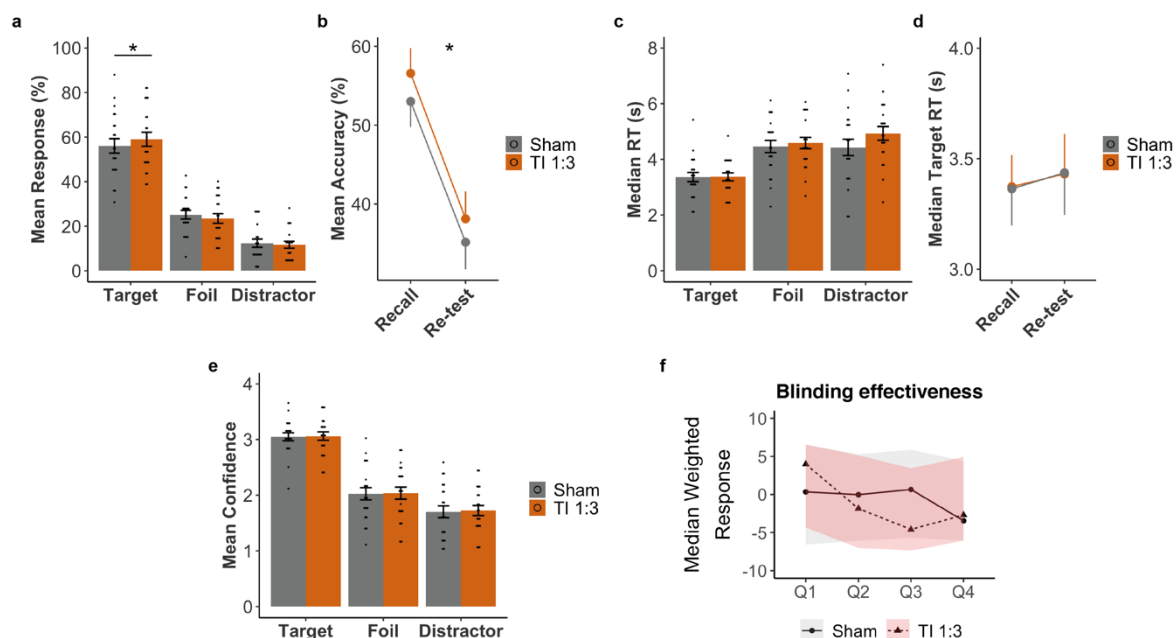 a
Mean Response (%)
100
80
60
40
20
0
*
Target Foil Distractor
b
Mean Accuracy (%)
60
50
40
*
Recall Re-test
Sham
TI 1:3
c
Median RT (s)
8
6
4
2
0
Target Foil Distractor
d
Median Target RT (s)
4.0
3.5
3.0
Recall Re-test
Sham
TI 1:3
e
Mean Confidence
4
3
2
1
0
Target Foil Distractor
Sham
TI 1:3
f
Blinding effectiveness
Median Weighted
Response
10
5
0
-5
-10
Q1 Q2 Q3 Q4
Sham TI 1:3